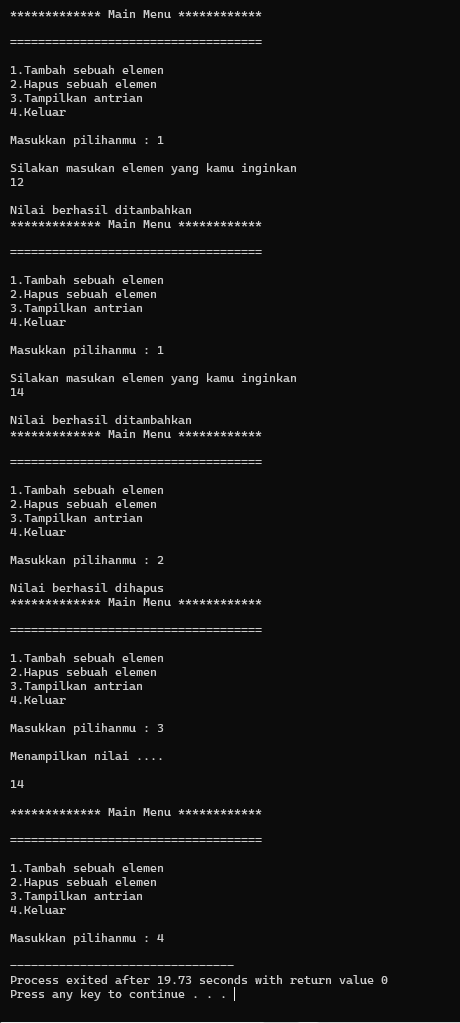 ************* Main Menu ************
====================================
1.Tambah sebuah elemen
2.Hapus sebuah elemen
3.Tampilkan antrian
4.Keluar
Masukkan pilihanmu : 1
Silakan masukan elemen yang kamu inginkan
12
Nilai berhasil ditambahkan
************* Main Menu ************
====================================
1.Tambah sebuah elemen
2.Hapus sebuah elemen
3.Tampilkan antrian
4.Keluar
Masukkan pilihanmu : 1
Silakan masukan elemen yang kamu inginkan
14
Nilai berhasil ditambahkan
************* Main Menu ************
====================================
1.Tambah sebuah elemen
2.Hapus sebuah elemen
3.Tampilkan antrian
4.Keluar
Masukkan pilihanmu : 2
Nilai berhasil dihapus
************* Main Menu ************
====================================
1.Tambah sebuah elemen
2.Hapus sebuah elemen
3.Tampilkan antrian
4.Keluar
Masukkan pilihanmu : 3
Menampilkan nilai ....
14
************* Main Menu ************
====================================
1.Tambah sebuah elemen
2.Hapus sebuah elemen
3.Tampilkan antrian
4.Keluar
Masukkan pilihanmu : 4
--------------------------------
Process exited after 19.73 seconds with return value 0
Press any key to continue . . .